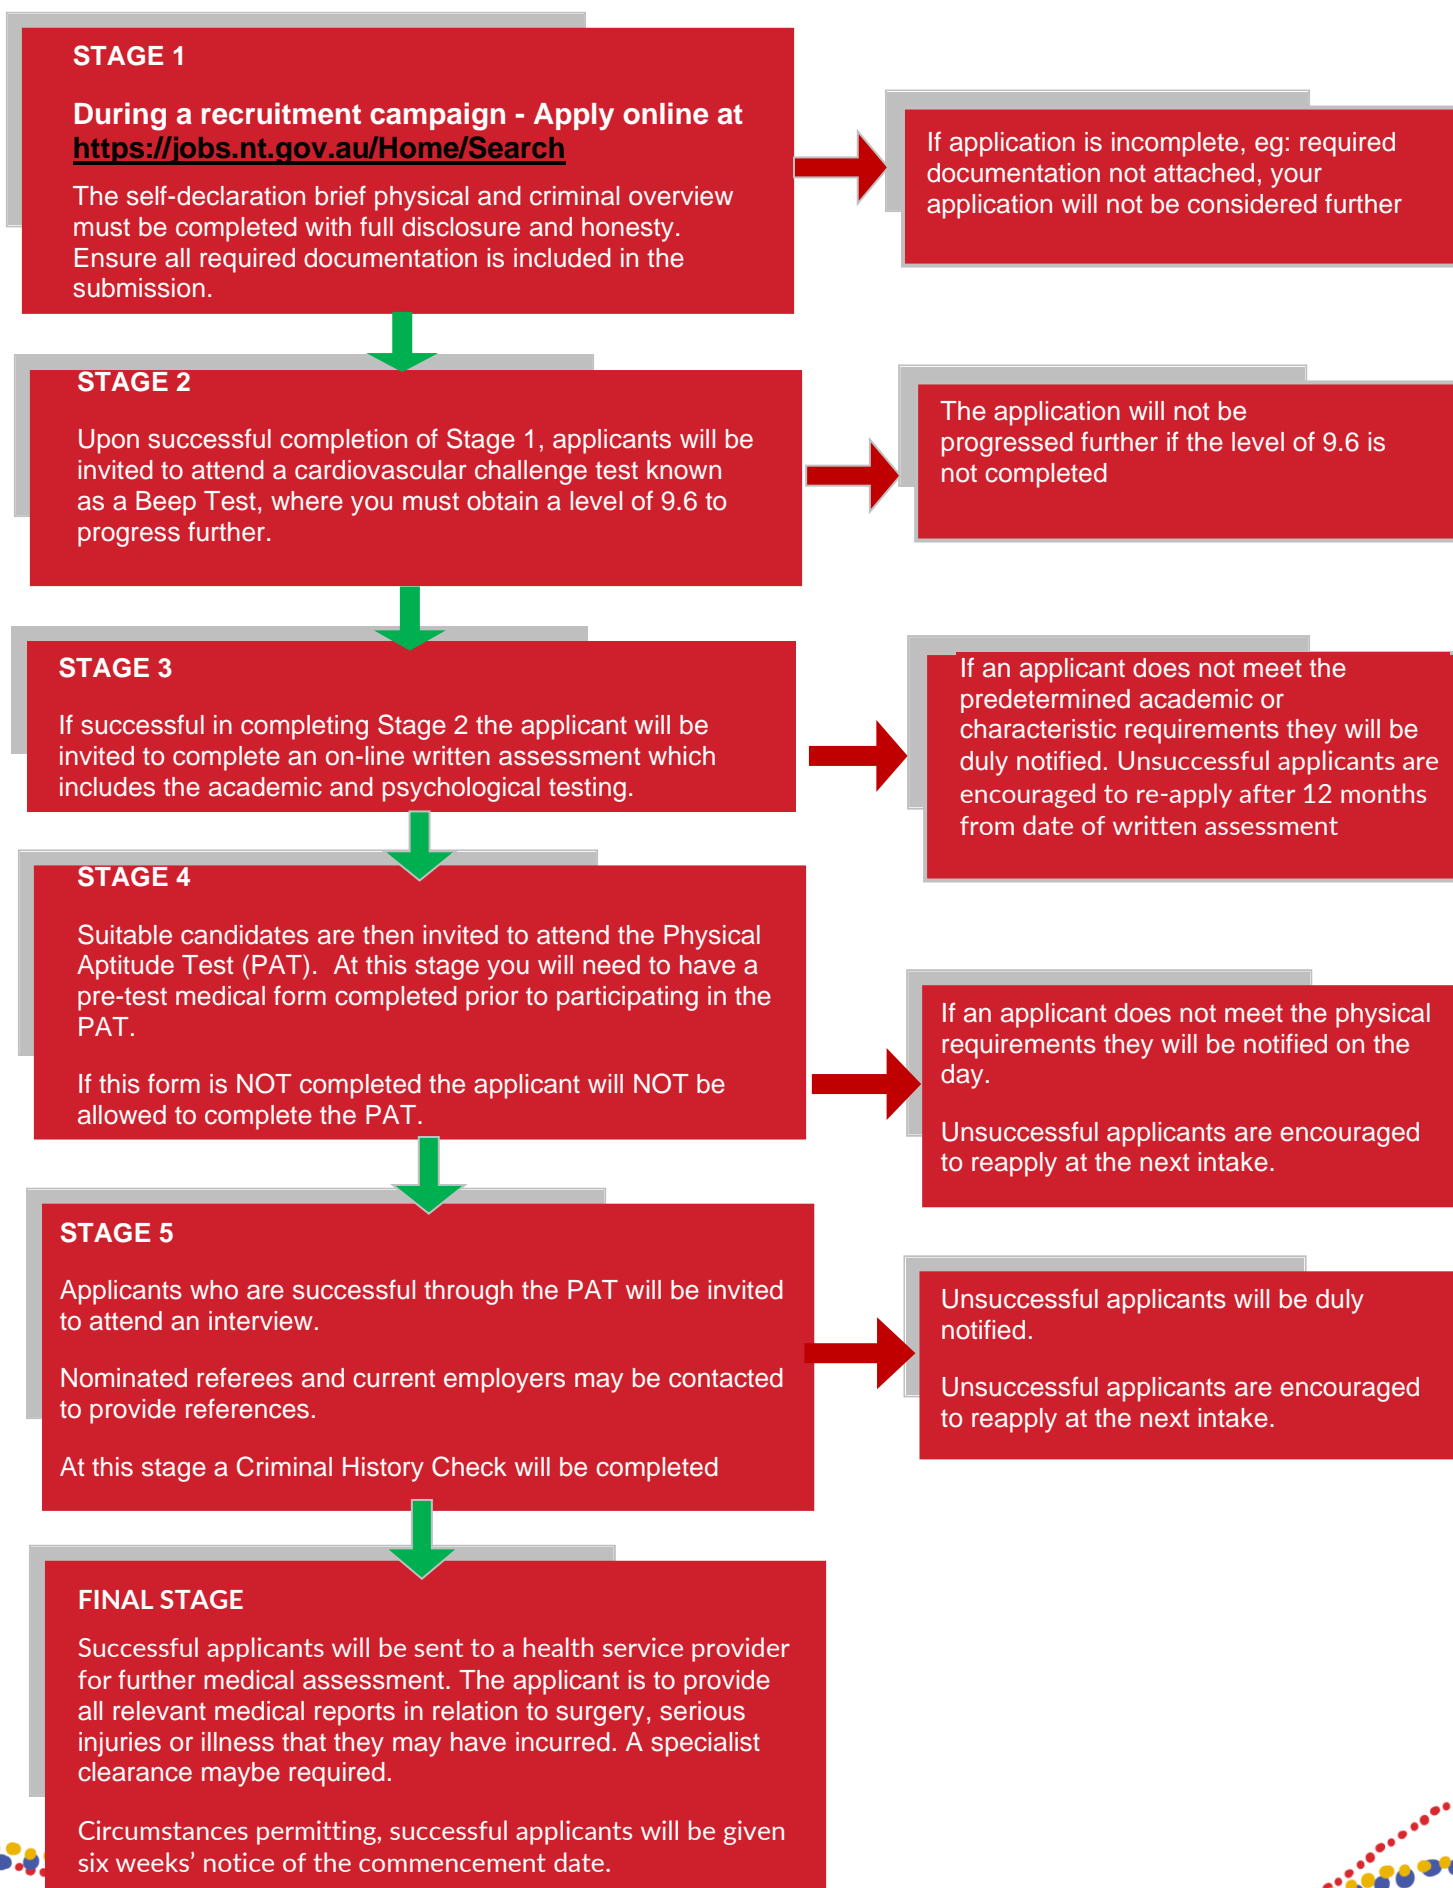 STAGE 1
During a recruitment campaign - Apply online at
https://jobs.nt.gov.au/Home/Search
The self-declaration brief physical and criminal overview
must be completed with full disclosure and honesty.
Ensure all required documentation is included in the
submission.
If application is incomplete, eg: required
documentation not attached, your
application will not be considered further
STAGE 2
Upon successful completion of Stage 1, applicants will be
invited to attend a cardiovascular challenge test known
as a Beep Test, where you must obtain a level of 9.6 to
progress further.
The application will not be
progressed further if the level of 9.6 is
not completed
STAGE 3
If successful in completing Stage 2 the applicant will be
invited to complete an on-line written assessment which
includes the academic and psychological testing.
If an applicant does not meet the
predetermined academic or
characteristic requirements they will be
duly notified. Unsuccessful applicants are
encouraged to re-apply after 12 months
from date of written assessment
STAGE 4
Suitable candidates are then invited to attend the Physical
Aptitude Test (PAT).  At this stage you will need to have a
pre-test medical form completed prior to participating in the
PAT.
If this form is NOT completed the applicant will NOT be
allowed to complete the PAT.
If an applicant does not meet the physical
requirements they will be notified on the
day.
Unsuccessful applicants are encouraged
to reapply at the next intake.
STAGE 5
Applicants who are successful through the PAT will be invited
to attend an interview.
Nominated referees and current employers may be contacted
to provide references.
At this stage a Criminal History Check will be completed
Unsuccessful applicants will be duly
notified.
Unsuccessful applicants are encouraged
to reapply at the next intake.
FINAL STAGE
Successful applicants will be sent to a health service provider
for further medical assessment. The applicant is to provide
all relevant medical reports in relation to surgery, serious
injuries or illness that they may have incurred. A specialist
clearance maybe required.
Circumstances permitting, successful applicants will be given
six weeks’ notice of the commencement date.